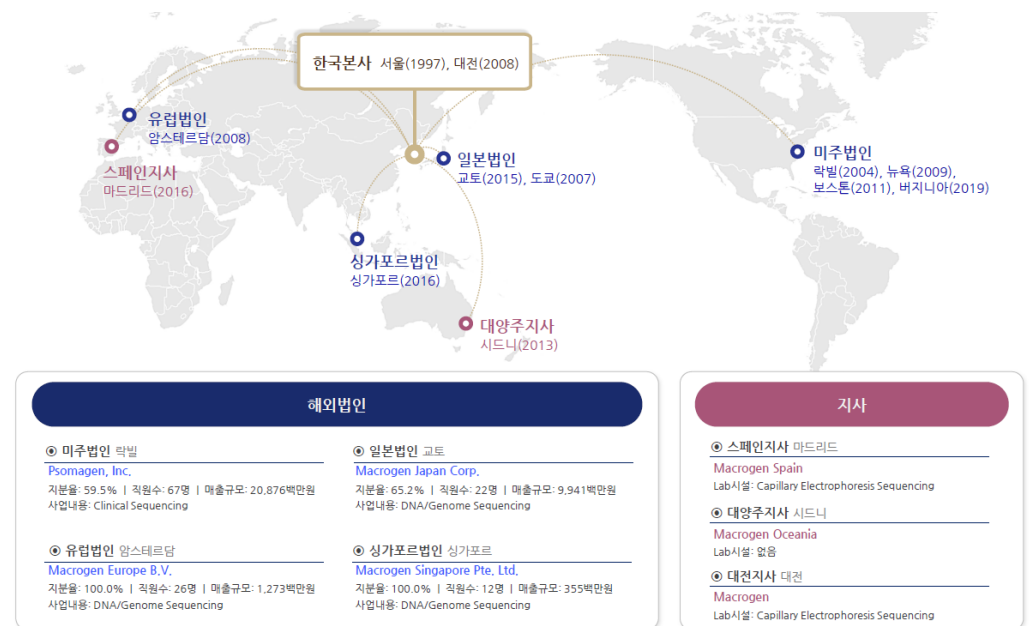 한국본사 서울(1997), 대전(2008)
유럽법인
암스테르담(2008)
스페인지사
마드리드(2016)
일본법인
교토(2015), 도쿄(2007)
미주법인
락빌(2004), 뉴욕(2009),
보스톤(2011), 버지니아(2019)
싱가포르법인
싱가포르(2016)
대양주지사
시드니(2013)
해외법인
미주법인 락빌
Psomagen, Inc.
지분율: 59.5% | 직원수: 67명 | 매출규모: 20,876백만원
사업내용: Clinical Sequencing
일본법인 교토
Macrogen Japan Corp.
지분율: 65.2% | 직원수: 22명 | 매출규모: 9,941백만원
사업내용: DNA/Genome Sequencing
유럽법인 암스테르담
Macrogen Europe B.V.
지분율: 100.0% | 직원수: 26명 | 매출규모: 1,273백만원
사업내용: DNA/Genome Sequencing
싱가포르법인 싱가포르
Macrogen Singapore Pte. Ltd.
지분율: 100.0% | 직원수: 12명 | 매출규모: 355백만원
사업내용: DNA/Genome Sequencing
지사
스페인지사 마드리드
Macrogen Spain
Lab시설: Capillary Electrophoresis Sequencing
대양주지사 시드니
Macrogen Oceania
Lab시설: 없음
대전지사 대전
Macrogen
Lab시설: Capillary Electrophoresis Sequencing